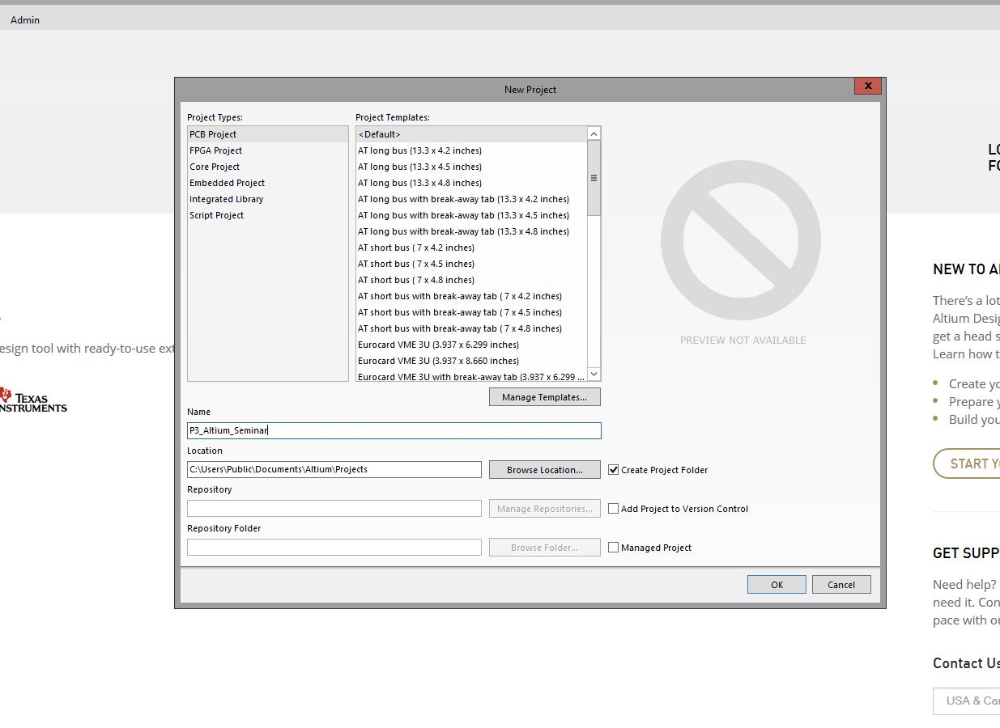 Admin
New Project
x
Project Types:
PCB Project
FPGA Project
Core Project
Embedded Project
Integrated Library
Script Project
Project Templates:
<Default>
AT long bus (13.3 x 4.2 inches)
AT long bus (13.3 x 4.5 inches)
AT long bus (13.3 x 4.8 inches)
AT long bus with break-away tab (13.3 x 4.2 inches)
AT long bus with break-away tab (13.3 x 4.5 inches)
AT long bus with break-away tab (13.3 x 4.8 inches)
AT short bus ( 7 x 4.2 inches)
AT short bus ( 7 x 4.5 inches)
AT short bus ( 7 x 4.8 inches)
AT short bus with break-away tab ( 7 x 4.2 inches)
AT short bus with break-away tab ( 7 x 4.5 inches)
AT short bus with break-away tab ( 7 x 4.8 inches)
Eurocard VME 3U (3.937 x 6.299 inches)
Eurocard VME 3U (3.937 x 8.660 inches)
Eurocard VME 3U with break-away tab (3.937 x 6.299 ...
PREVIEW NOT AVAILABLE
Manage Templates...
Name
P3_Altium_Seminar
Location
C:\Users\Public\Documents\Altium\Projects
Browse Location...
Create Project Folder
Repository
Manage Repositories...
Add Project to Version Control
Repository Folder
Browse Folder...
Managed Project
OK
Cancel
esign tool with ready-to-use ext
TEXAS
NSTRUMENTS
LO
FO
NEW TO A
There's a lot
Altium Desig
get a head s
Learn how t
Create yo
Prepare y
Build you
START Y
GET SUPP
Need help?
need it. Con
pace with ou
Contact Us
USA & Ca